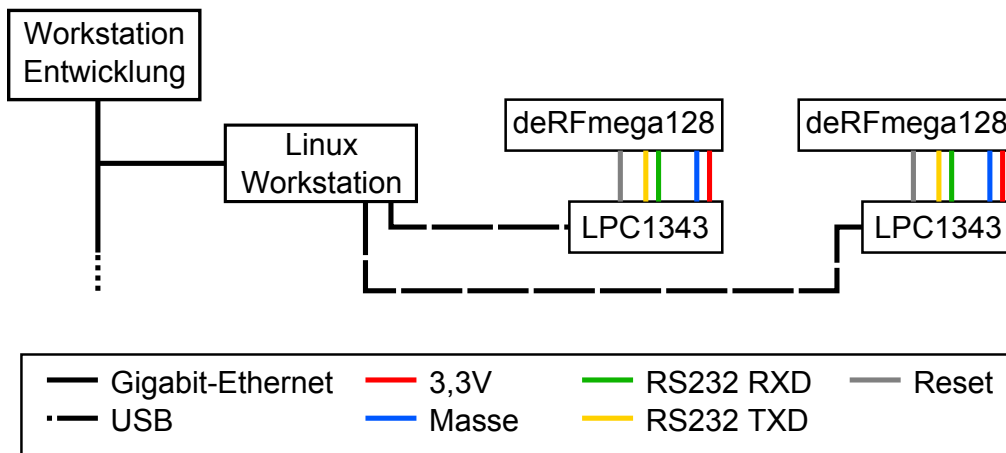 Workstation
Entwicklung
Linux
Workstation
deRFmega128
deRFmega128
LPC1343
LPC1343
Gigabit-Ethernet
3,3V
RS232 RXD
Reset
USB
Masse
RS232 TXD